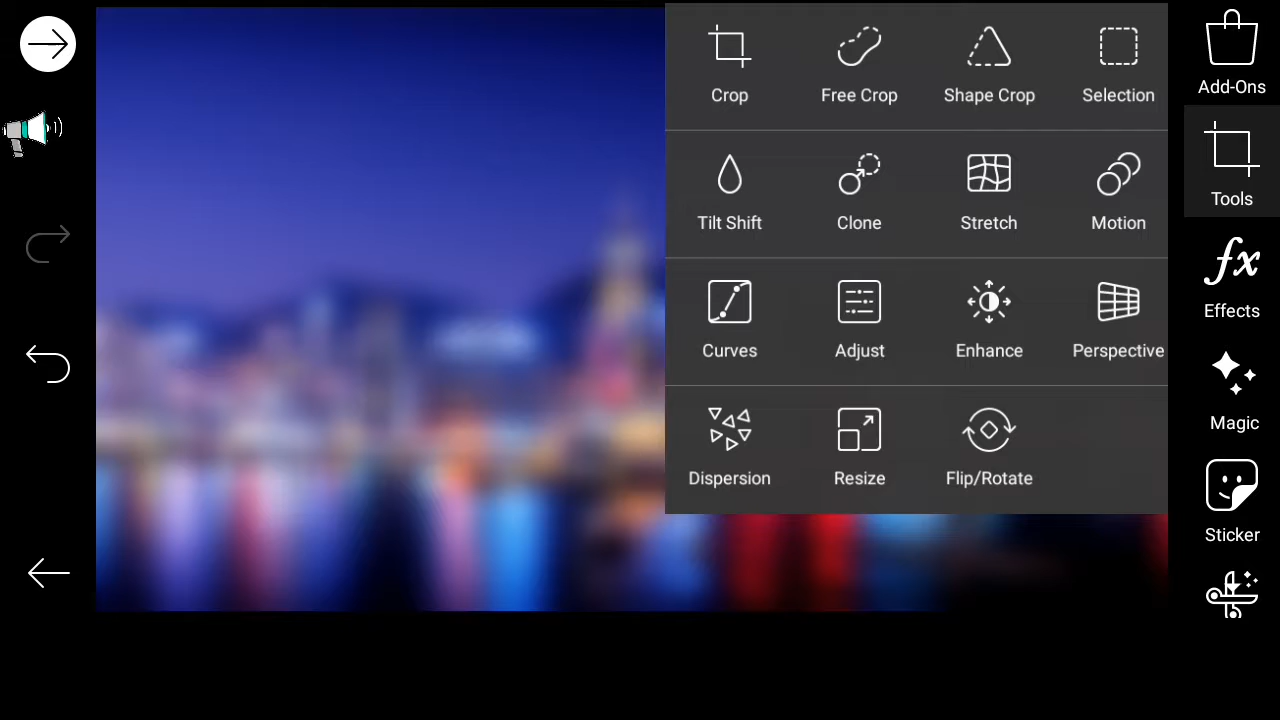 Crop Free Crop Shape Crop Selection
Tilt Shift Clone Stretch Motion
Curves Adjust Enhance Perspective
Dispersion Resize Flip/Rotate
Add-Ons
Tools
fx
Effects
Magic
Sticker